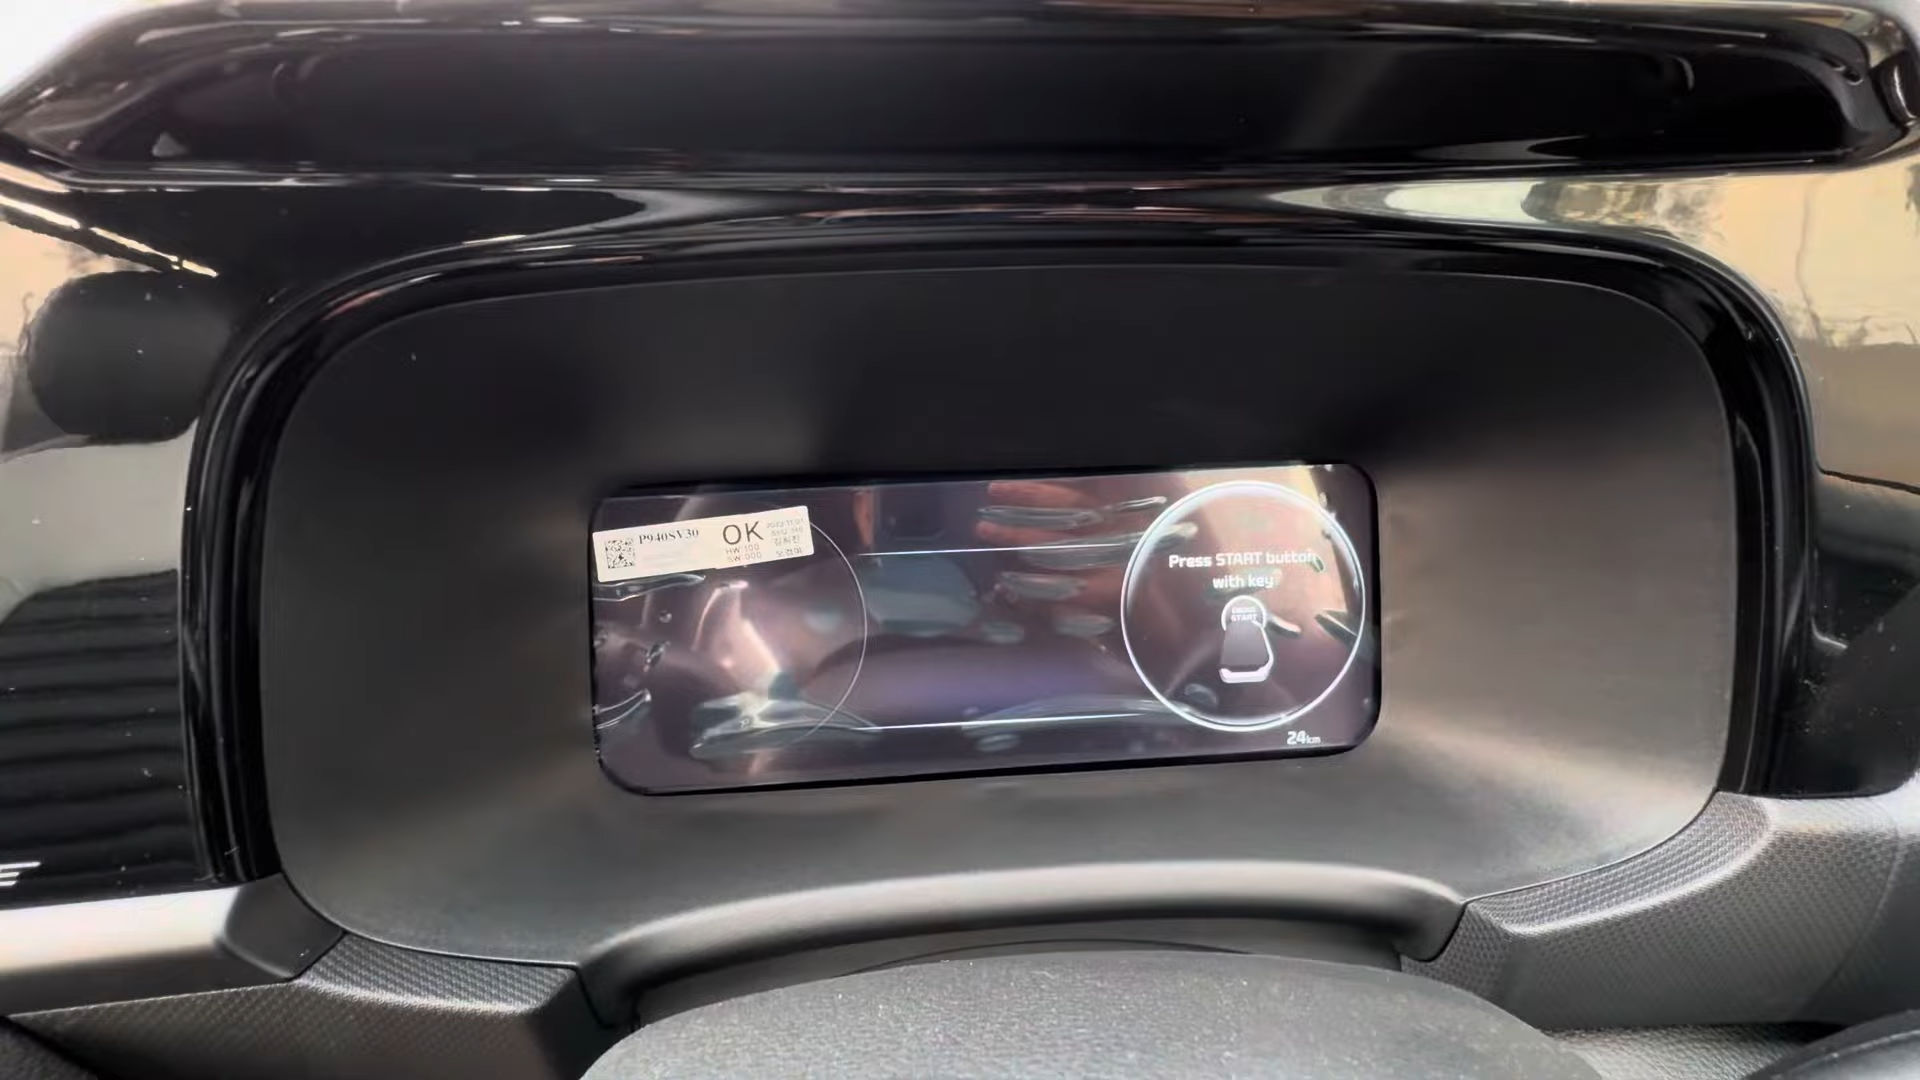 P940SV30
OK
HW:100
SW:000
Press START button
with key
ENGINE
START
24km